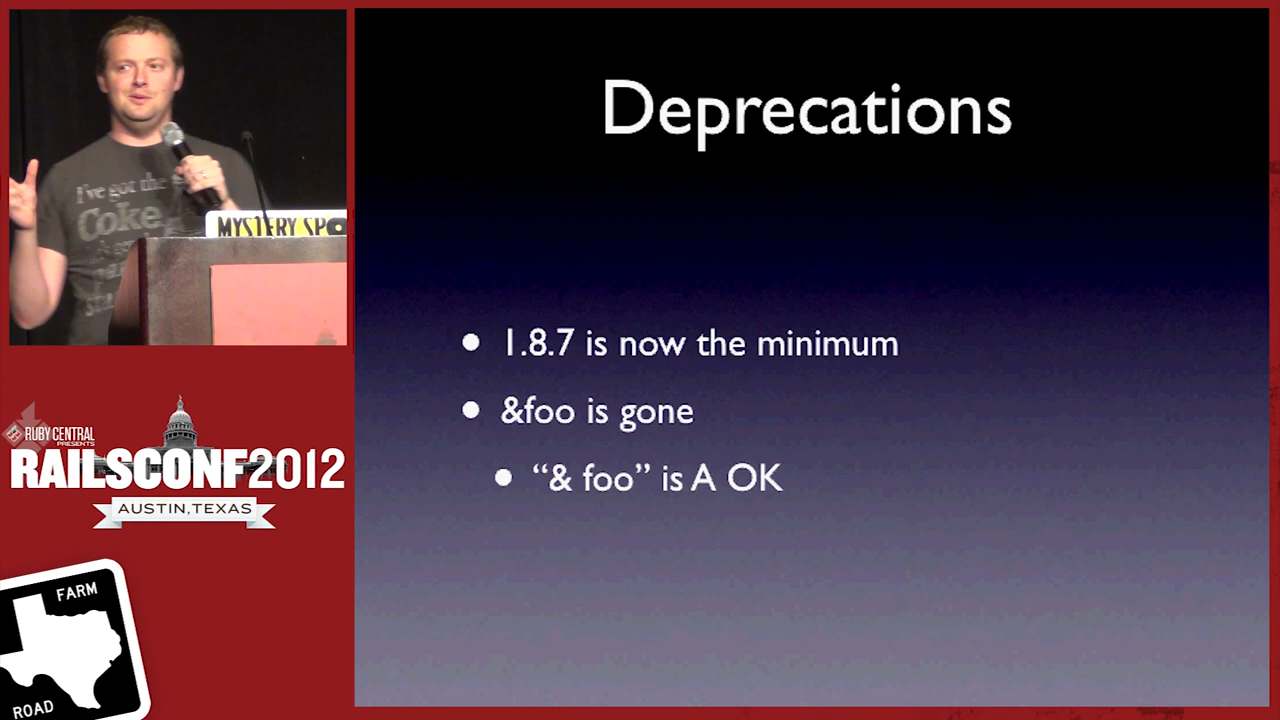 Deprecations
1.8.7 is now the minimum
&foo is gone
“& foo” is A OK
I've got the
Coke
MYSTERY SPO
RUBY CENTRAL
PRESENTS
RAILSCONF2012
AUSTIN, TEXAS
FARM
ROAD